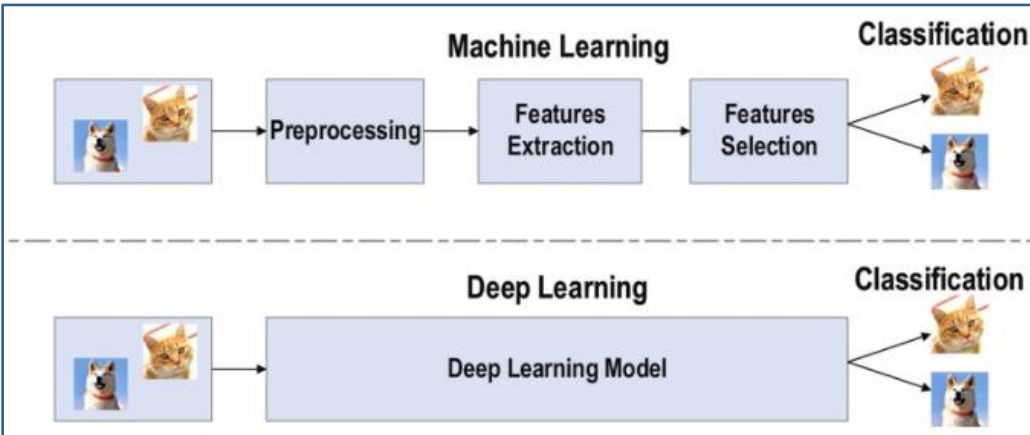 Machine Learning
Classification
Preprocessing
Features
Extraction
Features
Selection
Deep Learning
Classification
Deep Learning Model